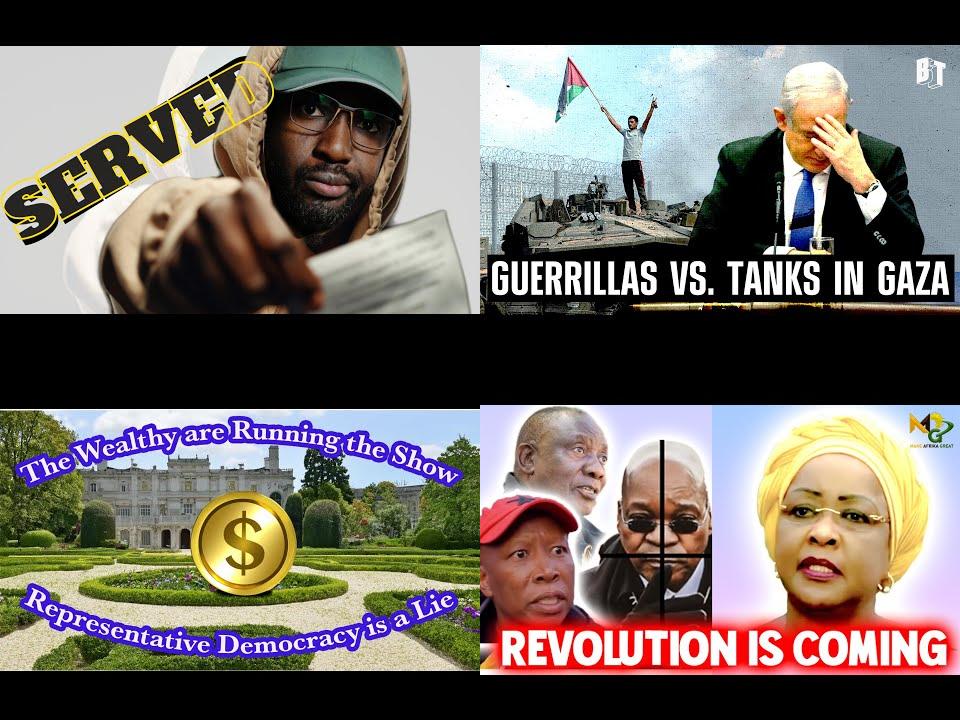 SERVED
BT
GUERRILLAS VS. TANKS IN GAZA
The Wealthy are Running the Show
$
Representative Democracy is a Lie
MAKE AFRIKA GREAT
REVOLUTION IS COMING